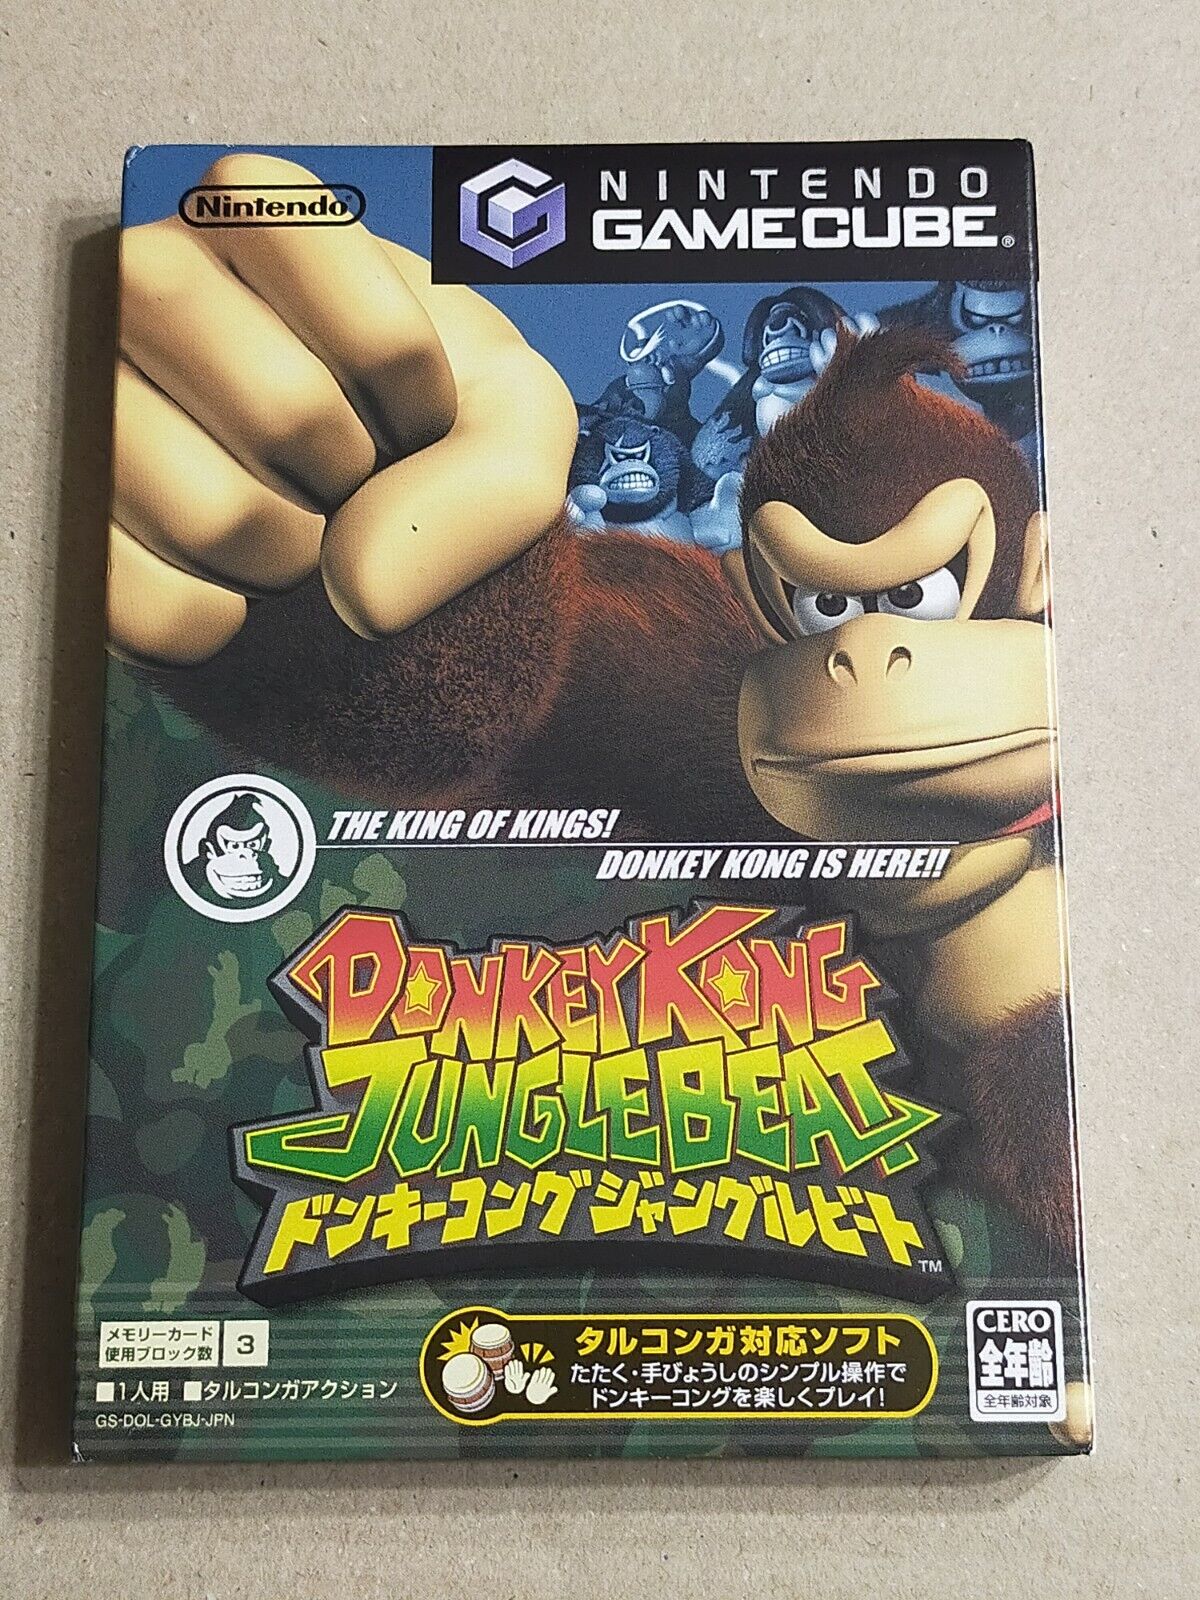 Nintendo®
NINTENDO
GAMECUBE®
THE KING OF KINGS!
DONKEY KONG IS HERE!!
DONKEY KONG
JUNGLE BEAT
ドンキーコング ジャングルビート™
メモリーカード
使用ブロック数
3
■1人用 ■タルコンガアクション
GS-DOL-GYBJ-JPN
タルコンガ対応ソフト
たたく・手びょうしのシンプル操作で
ドンキーコングを楽しくプレイ!
CERO
全年齢
全年齢対象